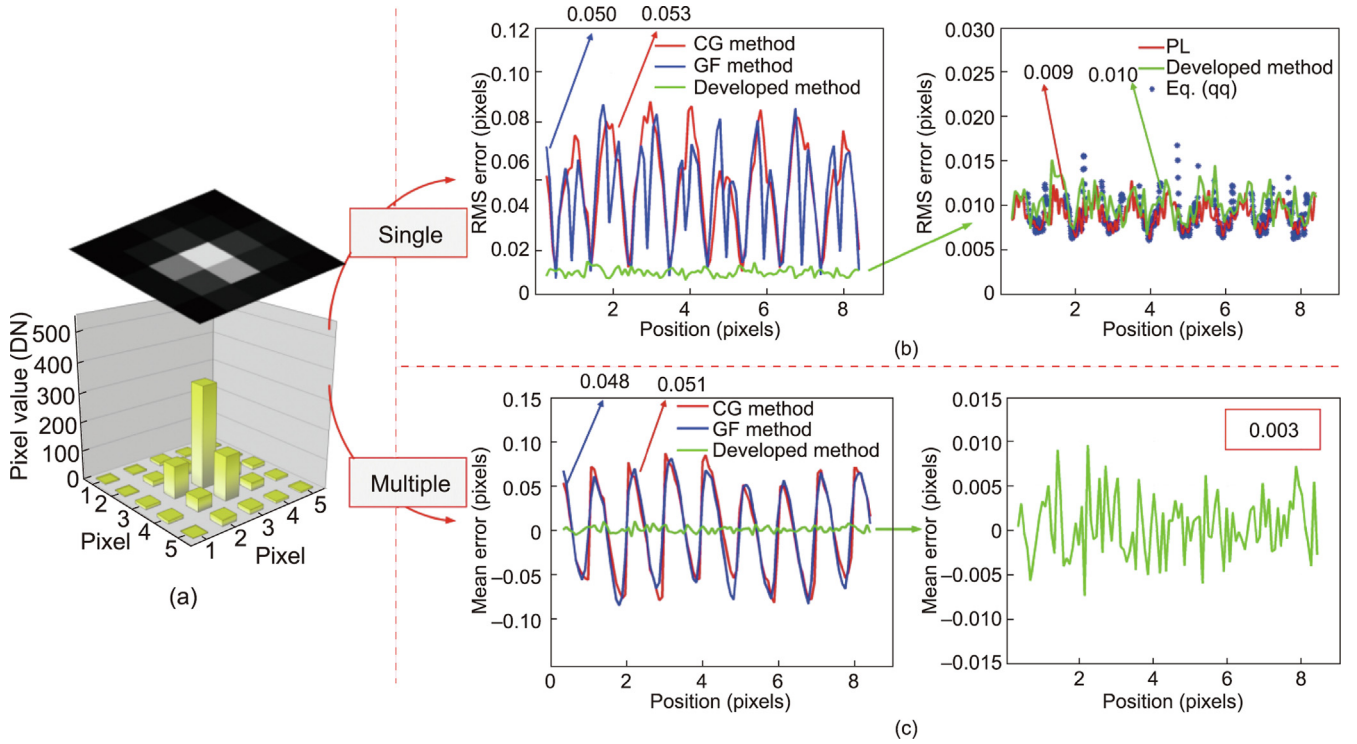 Pixel value (DN)
500
400
300
200
100
0
1
2
3
4
5
Pixel
1
2
3
4
5
Pixel
(a)
Single
Multiple
0.050
0.053
0.12
0.10
0.08
0.06
0.04
0.02
0
RMS error (pixels)
CG method
GF method
Developed method
2
4
6
8
Position (pixels)
0.030
0.025
0.020
0.015
0.010
0.005
0
RMS error (pixels)
PL
Developed method
Eq. (qq)
0.009
0.010
2
4
6
8
Position (pixels)
(b)
0.048
0.051
0.15
0.10
0.05
0
−0.05
−0.10
Mean error (pixels)
CG method
GF method
Developed method
0
2
4
6
8
Position (pixels)
0.015
0.010
0.005
0
−0.005
−0.010
−0.015
Mean error (pixels)
0.003
2
4
6
8
Position (pixels)
(c)